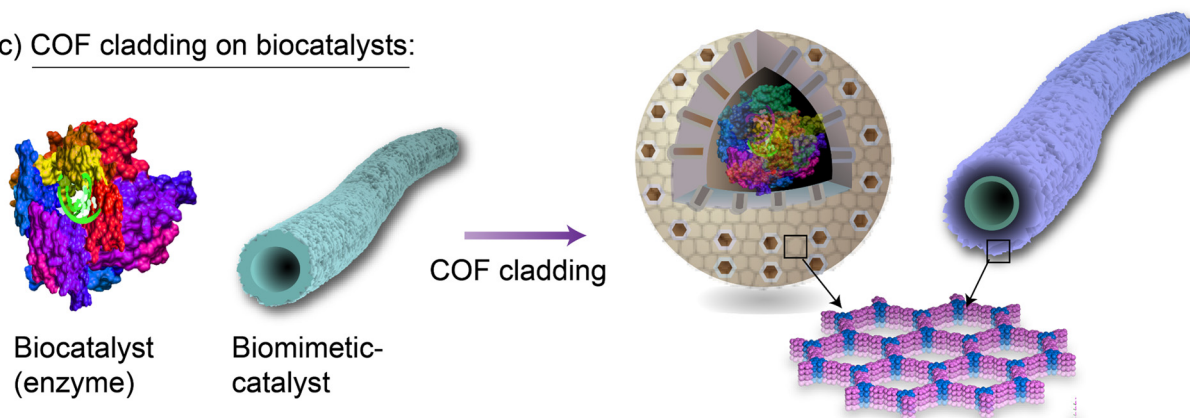 c) COF cladding on biocatalysts:
COF cladding
Biocatalyst
(enzyme)
Biomimetic-
catalyst